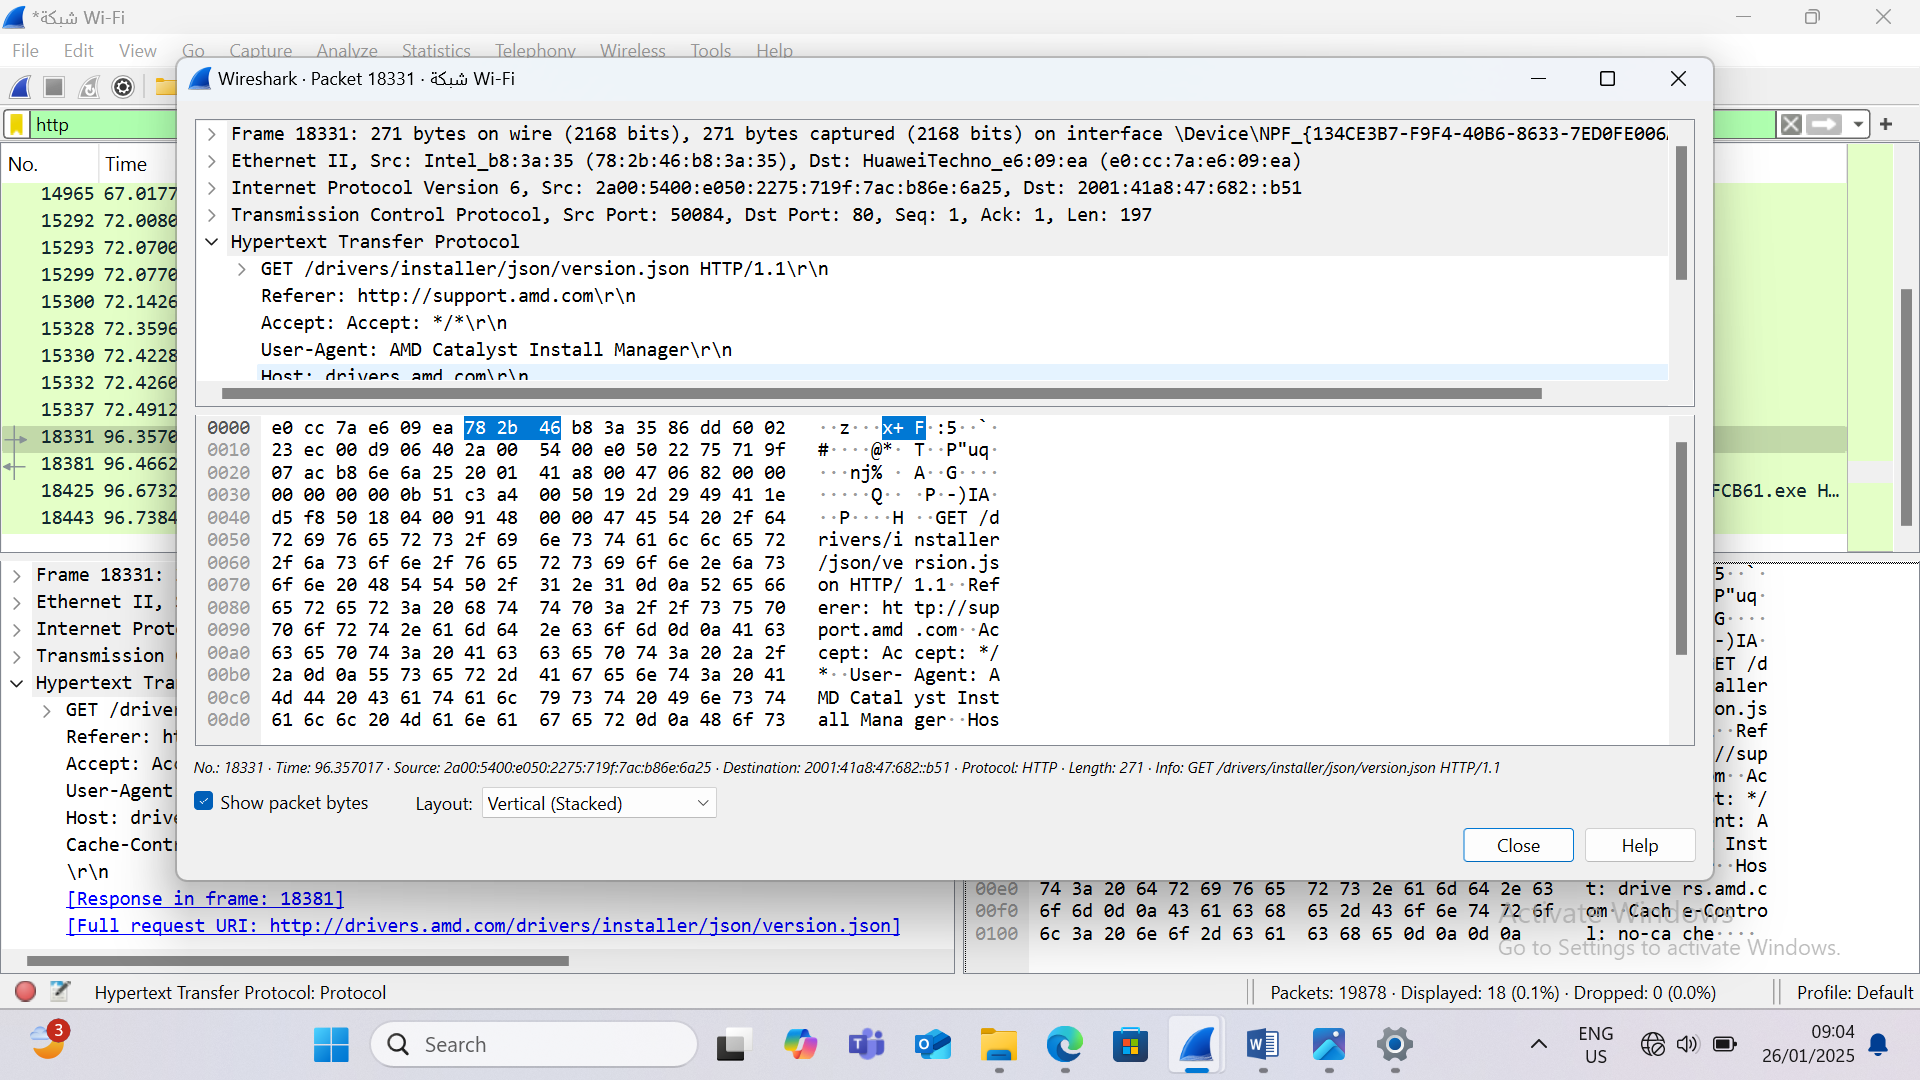 *شبكة Wi-Fi
File Edit View Go Capture Analyze Statistics Telephony Wireless Tools Help
Wireshark · Packet 18331 · شبكة Wi-Fi
http
No. Time
14965 67.0177
15292 72.0080
15293 72.0700
15299 72.0770
15300 72.1426
15328 72.3596
15330 72.4228
15332 72.4260
15337 72.4912
18331 96.3570
18381 96.4662
18425 96.6732
18443 96.7384
FCB61.exe H…
Frame 18331: 271 bytes on wire (2168 bits), 271 bytes captured (2168 bits) on interface \Device\NPF_{134CE3B7-F9F4-40B6-8633-7ED0FE006
Ethernet II, Src: Intel_b8:3a:35 (78:2b:46:b8:3a:35), Dst: HuaweiTechno_e6:09:ea (e0:cc:7a:e6:09:ea)
Internet Protocol Version 6, Src: 2a00:5400:e050:2275:719f:7ac:b86e:6a25, Dst: 2001:41a8:47:682::b51
Transmission Control Protocol, Src Port: 50084, Dst Port: 80, Seq: 1, Ack: 1, Len: 197
Hypertext Transfer Protocol
GET /drivers/installer/json/version.json HTTP/1.1\r\n
Referer: http://support.amd.com\r\n
Accept: Accept: */*\r\n
User-Agent: AMD Catalyst Install Manager\r\n
Host: drivers.amd.com\r\n
0000 e0 cc 7a e6 09 ea 78 2b 46 b8 3a 35 86 dd 60 02 ··z···x+ F·:5··`·
0010 23 ec 00 d9 06 40 2a 00 54 00 e0 50 22 75 71 9f #····@*· T··P"uq·
0020 07 ac b8 6e 6a 25 20 01 41 a8 00 47 06 82 00 00 ···nj% · A··G····
0030 00 00 00 00 0b 51 c3 a4 00 50 19 2d 29 49 41 1e ·····Q·· ·P·-)IA·
0040 d5 f8 50 18 04 00 91 48 00 00 47 45 54 20 2f 64 ··P····H ··GET /d
0050 72 69 76 65 72 73 2f 69 6e 73 74 61 6c 6c 65 72 rivers/i nstaller
0060 2f 6a 73 6f 6e 2f 76 65 72 73 69 6f 6e 2e 6a 73 /json/ve rsion.js
0070 6f 6e 20 48 54 54 50 2f 31 2e 31 0d 0a 52 65 66 on HTTP/ 1.1··Ref
0080 65 72 65 72 3a 20 68 74 74 70 3a 2f 2f 73 75 70 erer: ht tp://sup
0090 70 6f 72 74 2e 61 6d 64 2e 63 6f 6d 0d 0a 41 63 port.amd .com··Ac
00a0 63 65 70 74 3a 20 41 63 63 65 70 74 3a 20 2a 2f cept: Ac cept: */
00b0 2a 0d 0a 55 73 65 72 2d 41 67 65 6e 74 3a 20 41 *··User- Agent: A
00c0 4d 44 20 43 61 74 61 6c 79 73 74 20 49 6e 73 74 MD Catal yst Inst
00d0 61 6c 6c 20 4d 61 6e 61 67 65 72 0d 0a 48 6f 73 all Mana ger··Hos
No.: 18331 · Time: 96.357017 · Source: 2a00:5400:e050:2275:719f:7ac:b86e:6a25 · Destination: 2001:41a8:47:682::b51 · Protocol: HTTP · Length: 271 · Info: GET /drivers/installer/json/version.json HTTP/1.1
Show packet bytes Layout: Vertical (Stacked)
Close Help
Frame 18331:
Ethernet II,
Internet Prot
Transmission
Hypertext Tra
GET /drive
Referer: h
Accept: Ac
User-Agent
Host: driv
Cache-Cont
\r\n
[Response in frame: 18381]
[Full request URI: http://drivers.amd.com/drivers/installer/json/version.json]
5··`·
P"uq·
G····
-)IA·
ET /d
aller
on.js
··Ref
//sup
m··Ac
t: */
nt: A
Inst
··Hos
00e0 74 3a 20 64 72 69 76 65 72 73 2e 61 6d 64 2e 63 t: drive rs.amd.c
00f0 6f 6d 0d 0a 43 61 63 68 65 2d 43 6f 6e 74 72 6f om··Cach e-Contro
0100 6c 3a 20 6e 6f 2d 63 61 63 68 65 0d 0a 0d 0a l: no-ca che····
Activate Windows
Go to Settings to activate Windows.
Hypertext Transfer Protocol: Protocol
Packets: 19878 · Displayed: 18 (0.1%) · Dropped: 0 (0.0%)
Profile: Default
3
Search
ENG
US
09:04
26/01/2025